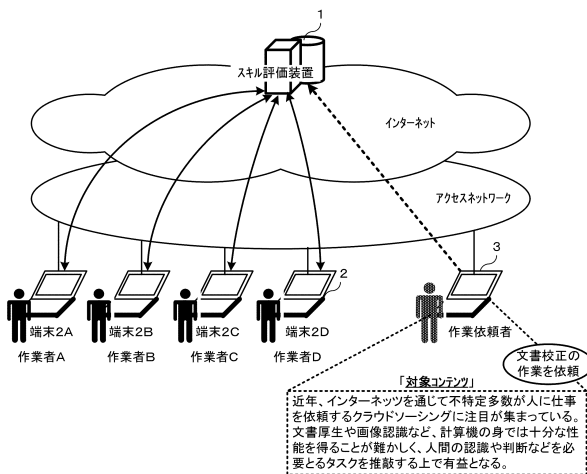 1
スキル評価装置
インターネット
アクセスネットワーク
3
2
端末2A
端末2B
端末2C
端末2D
作業依頼者
作業者A
作業者B
作業者C
作業者D
文書校正の
作業を依頼
「対象コンテンツ」
近年、インターネッツを通じて不特定多数が人に仕事
を依頼するクラウドソーシングに注目が集まっている。
文書厚生や画像認識など、計算機の身では十分な性
能を得ることが難かしく、人間の認識や判断などを必
要とるタスクを推敲する上で有益となる。